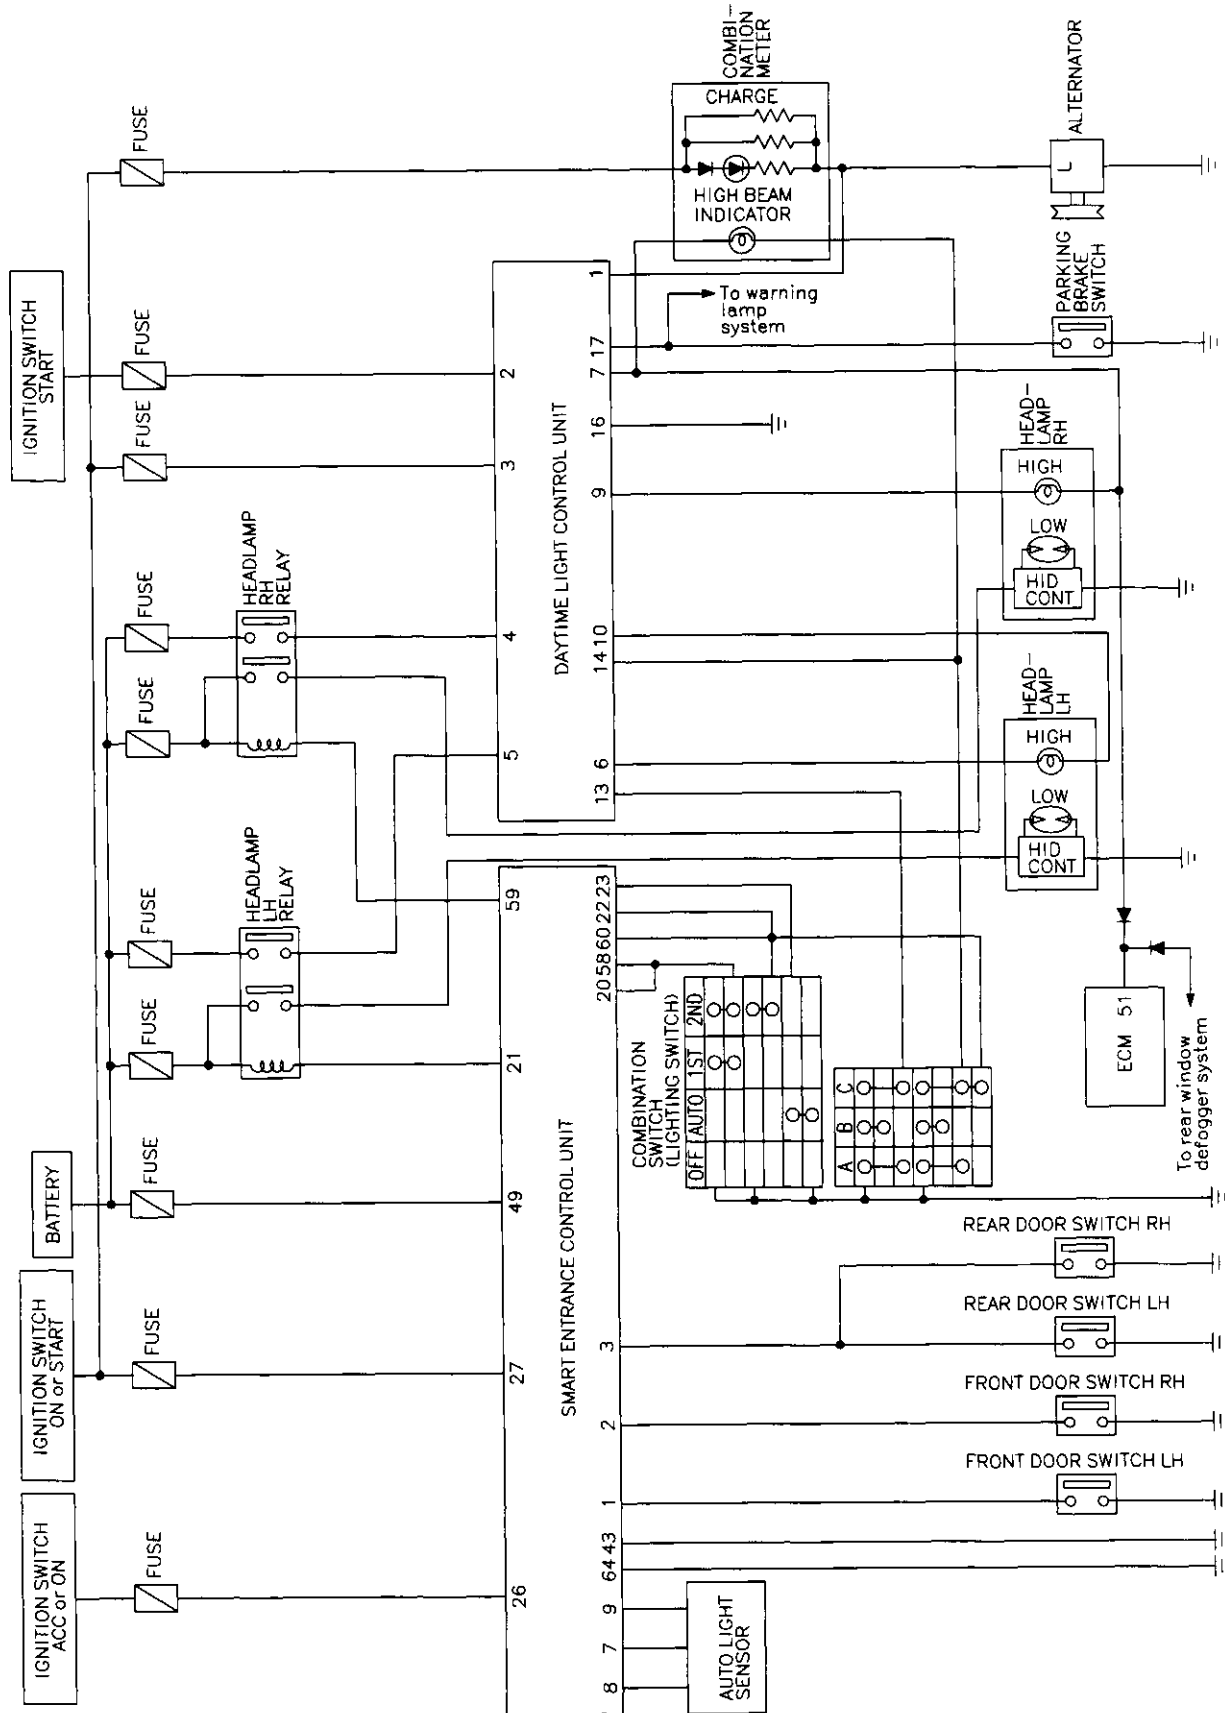 COMBI-
NATION
METER
CHARGE
HIGH BEAM
INDICATOR
ALTERNATOR
L
FUSE
IGNITION SWITCH
START
FUSE
FUSE
2
3
1
17
7
16
9
To warning
lamp
system
PARKING
BRAKE
SWITCH
DAYTIME LIGHT CONTROL UNIT
HEAD-
LAMP
RH
HIGH
LOW
HID
CONT
HEADLAMP
RH
RELAY
FUSE
FUSE
4
5
10
14
6
13
HEAD-
LAMP
LH
HIGH
LOW
HID
CONT
HEADLAMP
LH
RELAY
FUSE
FUSE
59
21
23
22
60
58
20
COMBINATION
SWITCH
(LIGHTING SWITCH)
OFF AUTO 1ST 2ND
A B C
ECM 51
To rear window
defogger system
BATTERY
FUSE
49
SMART ENTRANCE CONTROL UNIT
IGNITION SWITCH
ON or START
FUSE
27
IGNITION SWITCH
ACC or ON
FUSE
26
REAR DOOR SWITCH RH
REAR DOOR SWITCH LH
3
FRONT DOOR SWITCH RH
2
FRONT DOOR SWITCH LH
1
43
64
9
7
8
AUTO LIGHT
SENSOR